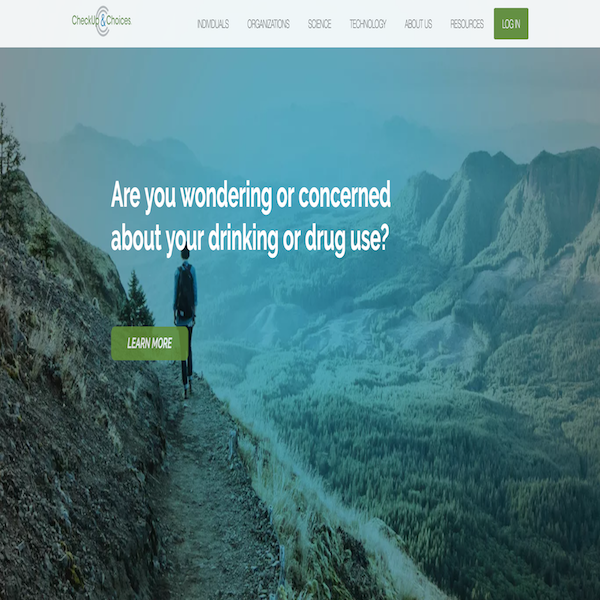 CheckUp & Choices
INDIVIDUALS
ORGANIZATIONS
SCIENCE
TECHNOLOGY
ABOUT US
RESOURCES
LOG IN
Are you wondering or concerned
about your drinking or drug use?
LEARN MORE